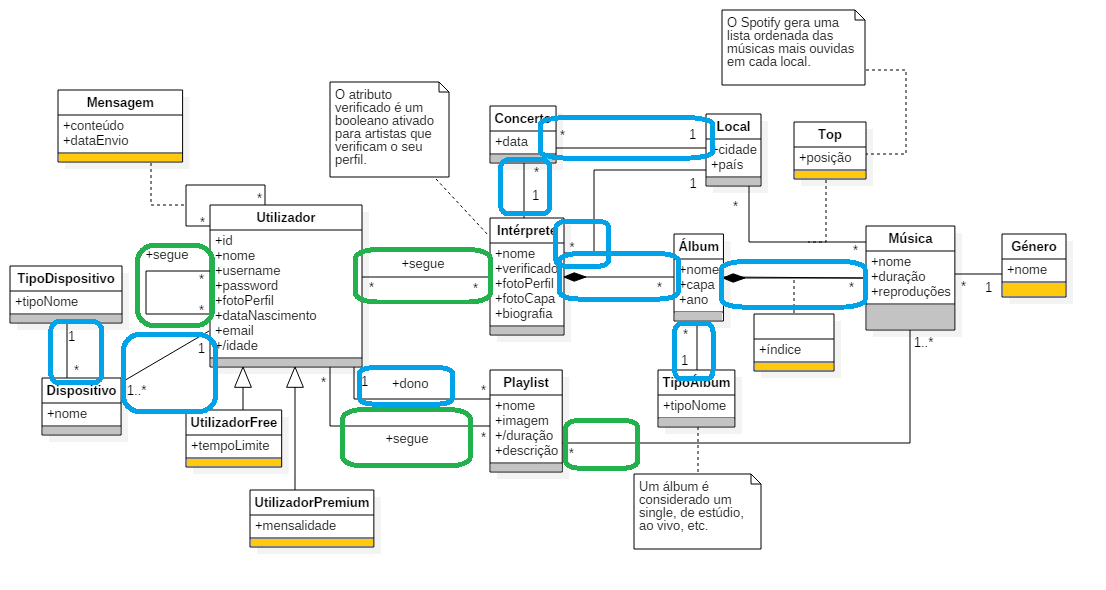 O Spotify gera uma
lista ordenada das
músicas mais ouvidas
em cada local.
Mensagem
+conteúdo
+dataEnvio
O atributo
verificado é um
booleano ativado
para artistas que
verificam o seu
perfil.
Concerto
+data
*
1
Local
+cidade
+país
Top
+posição
*
1
1
*
*
*
*
Utilizador
+id
+nome
+username
+password
+fotoPerfil
+dataNascimento
+email
+/idade
+segue
*
*
+segue
*
*
Intérprete
+nome
+verificado
+fotoPerfil
+fotoCapa
+biografia
*
*
Álbum
+nome
+capa
+ano
*
Música
+nome
+duração
+reproduções
*
1
Género
+nome
TipoDispositivo
+tipoNome
1
*
1
1..*
Dispositivo
+nome
+índice
*
1
TipoÁlbum
+tipoNome
1..*
UtilizadorFree
+tempoLimite
*
1
+dono
*
+segue
*
Playlist
+nome
+imagem
+/duração
+descrição
*
UtilizadorPremium
+mensalidade
Um álbum é
considerado um
single, de estúdio,
ao vivo, etc.